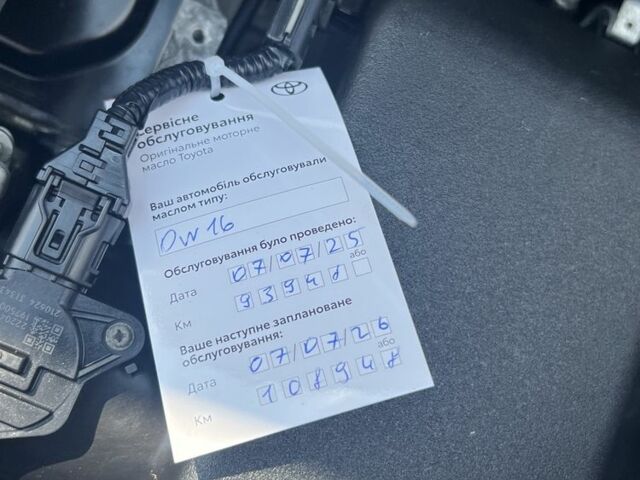 Сервісне
обслуговування
Оригінальне моторне
масло Toyota
Ваш автомобіль обслуговували
маслом типу:
0W16
Обслуговування було проведено:
Дата 07/07/25
або
Км 93948
Ваше наступне заплановане
обслуговування:
Дата 07/07/26
або
Км 108948